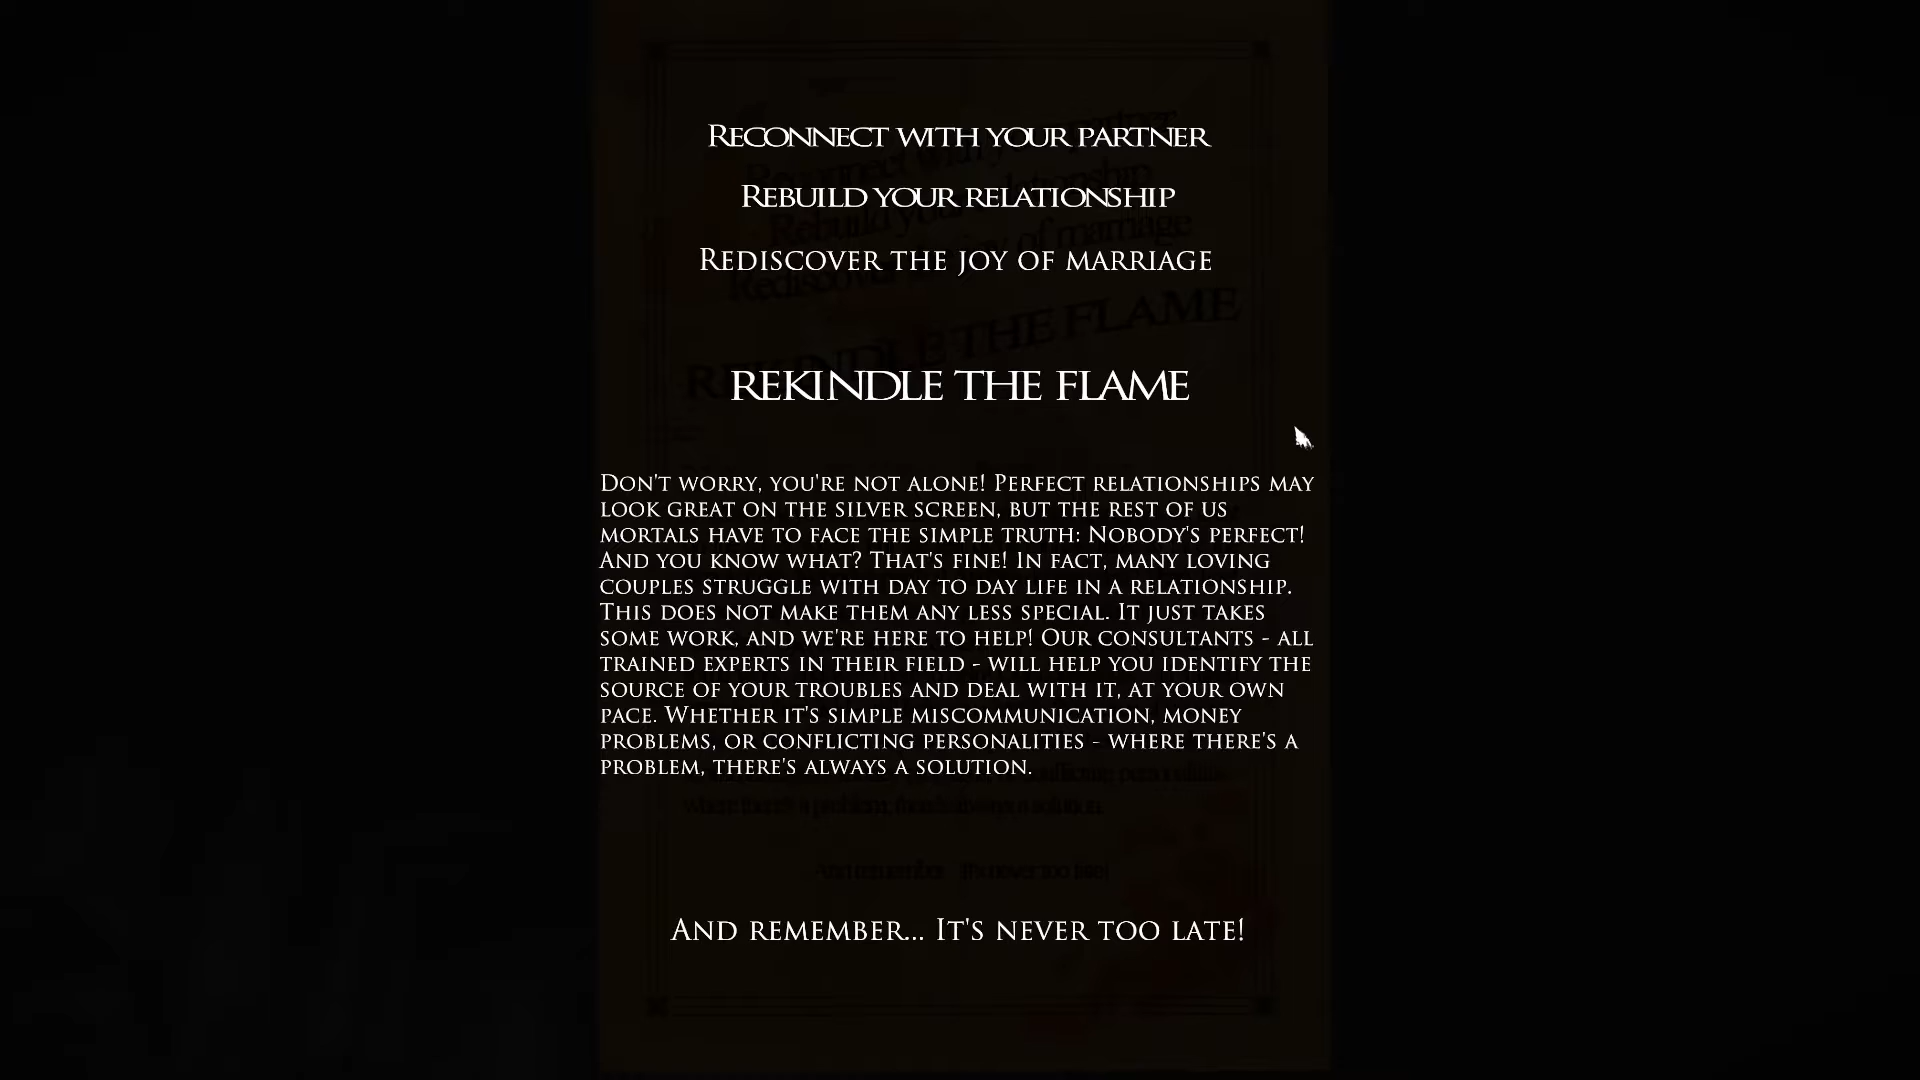 Reconnect with your partner
Rebuild your relationship
Rediscover the joy of marriage
REKINDLE THE FLAME
Don't worry, you're not alone! Perfect relationships may
look great on the silver screen, but the rest of us
mortals have to face the simple truth: Nobody's perfect!
And you know what? That's fine! In fact, many loving
couples struggle with day to day life in a relationship.
This does not make them any less special. It just takes
some work, and we're here to help! Our consultants - all
trained experts in their field - will help you identify the
source of your troubles and deal with it, at your own
pace. Whether it's simple miscommunication, money
problems, or conflicting personalities - where there's a
problem, there's always a solution.
And remember... It's never too late!